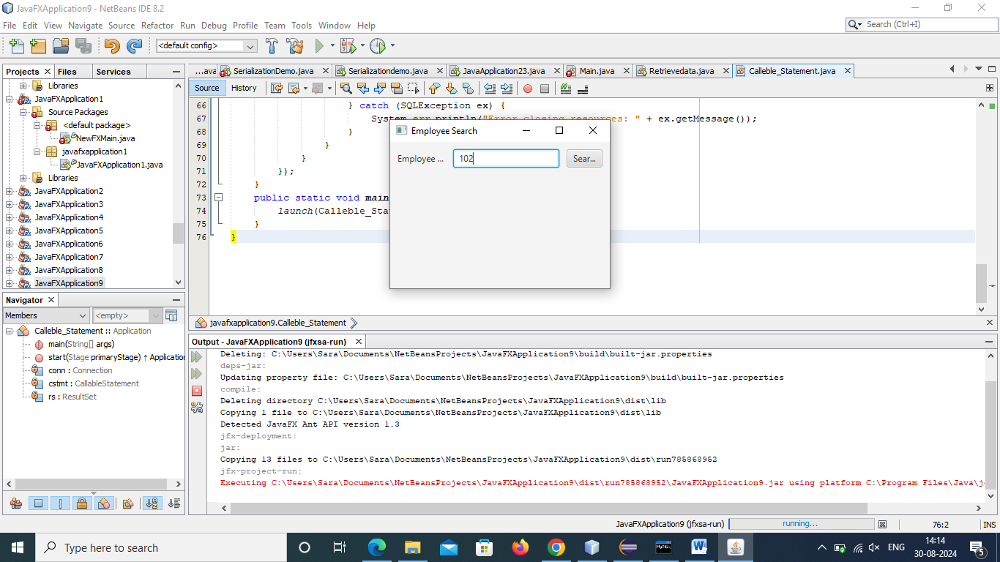 JavaFXApplication9 - NetBeans IDE 8.2
File Edit View Navigate Source Refactor Run Debug Profile Team Tools Window Help
Search (Ctrl+I)
<default config>
Projects Files Services
Libraries
JavaFXApplication1
Source Packages
<default package>
NewFXMain.java
javafxapplication1
JavaFXApplication1.java
Libraries
JavaFXApplication2
JavaFXApplication3
JavaFXApplication4
JavaFXApplication5
JavaFXApplication6
JavaFXApplication7
JavaFXApplication8
JavaFXApplication9
...ava SerializationDemo.java Serializationdemo.java JavaApplication23.java Main.java Retrievedata.java Calleble_Statement.java
Source History
66 } catch (SQLException ex) {
67 System.err.println("Error closing resources: " + ex.getMessage());
68 }
69 }
70 }
71 });
72 }
73 public static void main
74 launch(Calleble_Sta
75 }
76 }
javafxapplication9.Calleble_Statement
Employee Search
Employee ... 102 Sear...
Navigator
Members <empty>
Calleble_Statement :: Application
main(String[] args)
start(Stage primaryStage) ↑ Application
conn : Connection
cstmt : CallableStatement
rs : ResultSet
Output - JavaFXApplication9 (jfxsa-run)
Deleting: C:\Users\Sara\Documents\NetBeansProjects\JavaFXApplication9\build\built-jar.properties
deps-jar:
Updating property file: C:\Users\Sara\Documents\NetBeansProjects\JavaFXApplication9\build\built-jar.properties
compile:
Deleting directory C:\Users\Sara\Documents\NetBeansProjects\JavaFXApplication9\dist\lib
Copying 1 file to C:\Users\Sara\Documents\NetBeansProjects\JavaFXApplication9\dist\lib
Detected JavaFX Ant API version 1.3
jfx-deployment:
jar:
Copying 13 files to C:\Users\Sara\Documents\NetBeansProjects\JavaFXApplication9\dist\run785868952
jfx-project-run:
Executing C:\Users\Sara\Documents\NetBeansProjects\JavaFXApplication9\dist\run785868952\JavaFXApplication9.jar using platform C:\Program Files\Java\j
JavaFXApplication9 (jfxsa-run) running... 76:2 INS
Type here to search
MySQL
ENG
14:14
30-08-2024
5